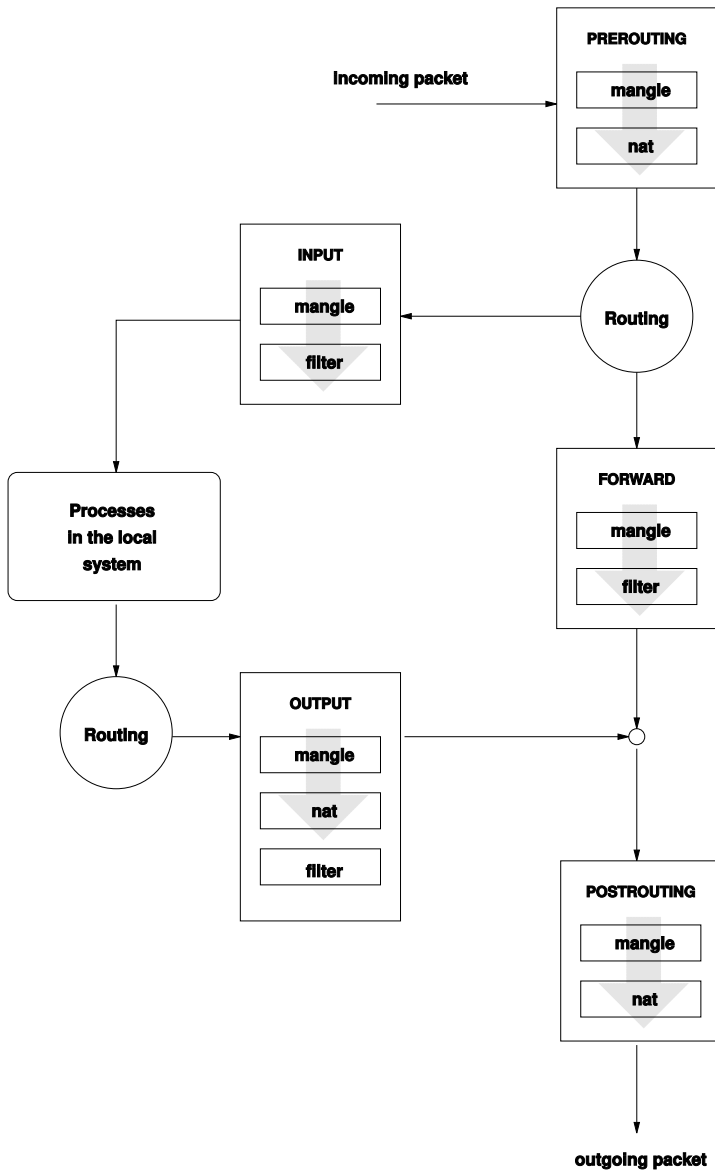 PREROUTING
incoming packet
mangle
nat
INPUT
mangle
filter
Routing
Processes
in the local
system
FORWARD
mangle
filter
Routing
OUTPUT
mangle
nat
filter
POSTROUTING
mangle
nat
outgoing packet